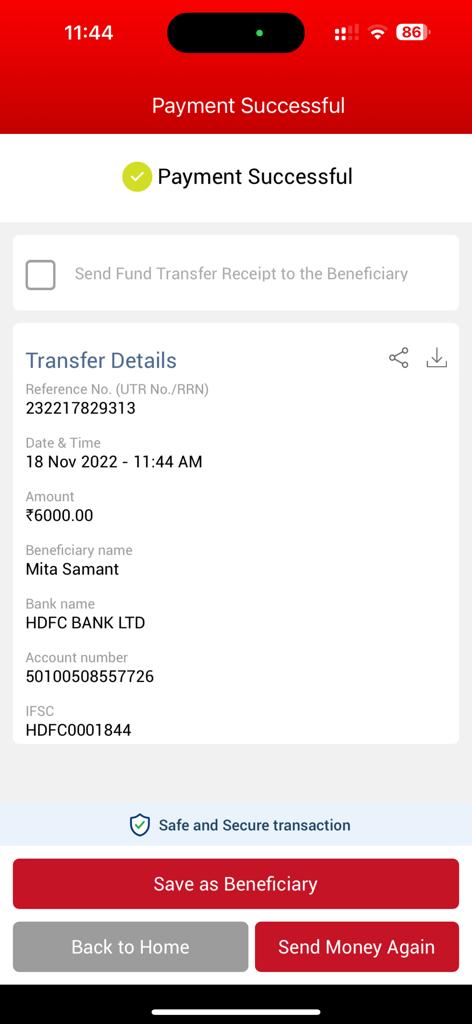 11:44
86
Payment Successful
Payment Successful
Send Fund Transfer Receipt to the Beneficiary
Transfer Details
Reference No. (UTR No./RRN)
232217829313
Date & Time
18 Nov 2022 - 11:44 AM
Amount
₹6000.00
Beneficiary name
Mita Samant
Bank name
HDFC BANK LTD
Account number
50100508557726
IFSC
HDFC0001844
Safe and Secure transaction
Save as Beneficiary
Back to Home
Send Money Again